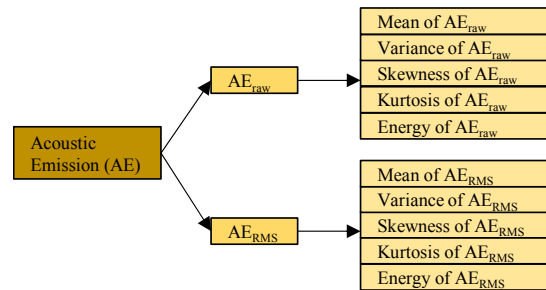 Acoustic
Emission (AE)
AEraw
AERMS
Mean of AEraw
Variance of AEraw
Skewness of AEraw
Kurtosis of AEraw
Energy of AEraw
Mean of AERMS
Variance of AERMS
Skewness of AERMS
Kurtosis of AERMS
Energy of AERMS